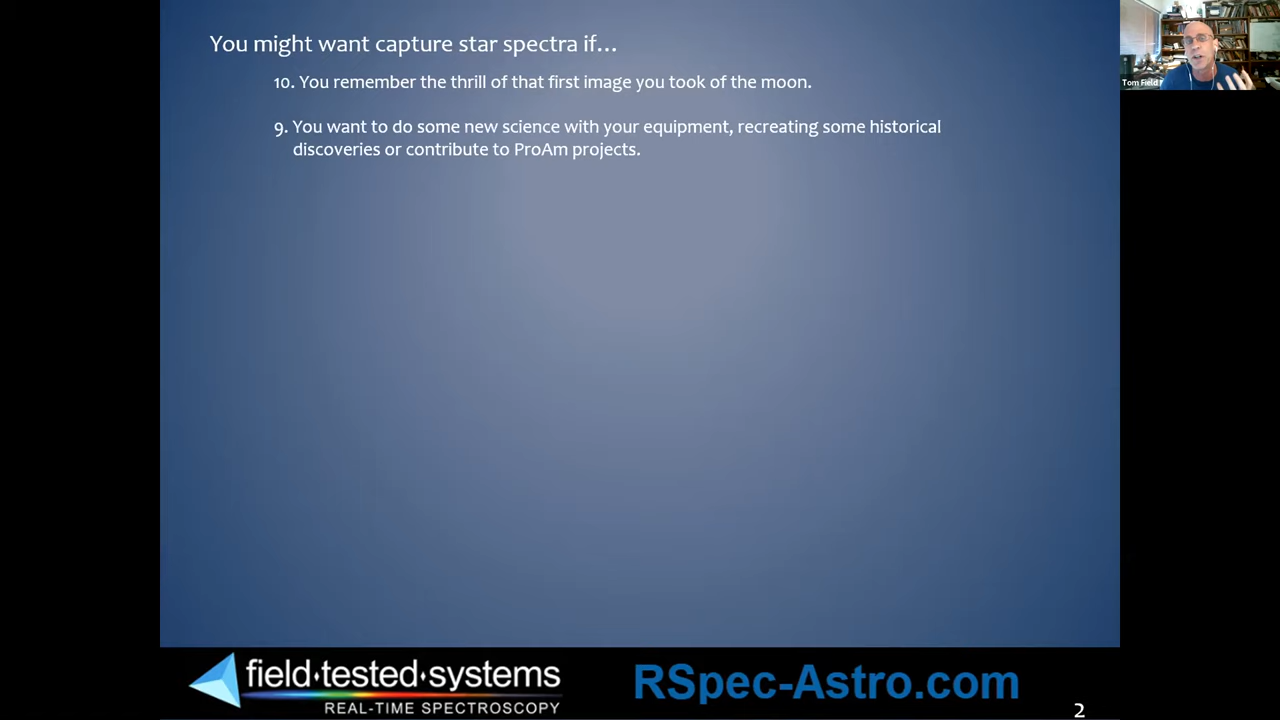 You might want capture star spectra if...
10. You remember the thrill of that first image you took of the moon.
9. You want to do some new science with your equipment, recreating some historical
discoveries or contribute to ProAm projects.
Tom Field
field·tested·systems
REAL-TIME SPECTROSCOPY
RSpec-Astro.com
2